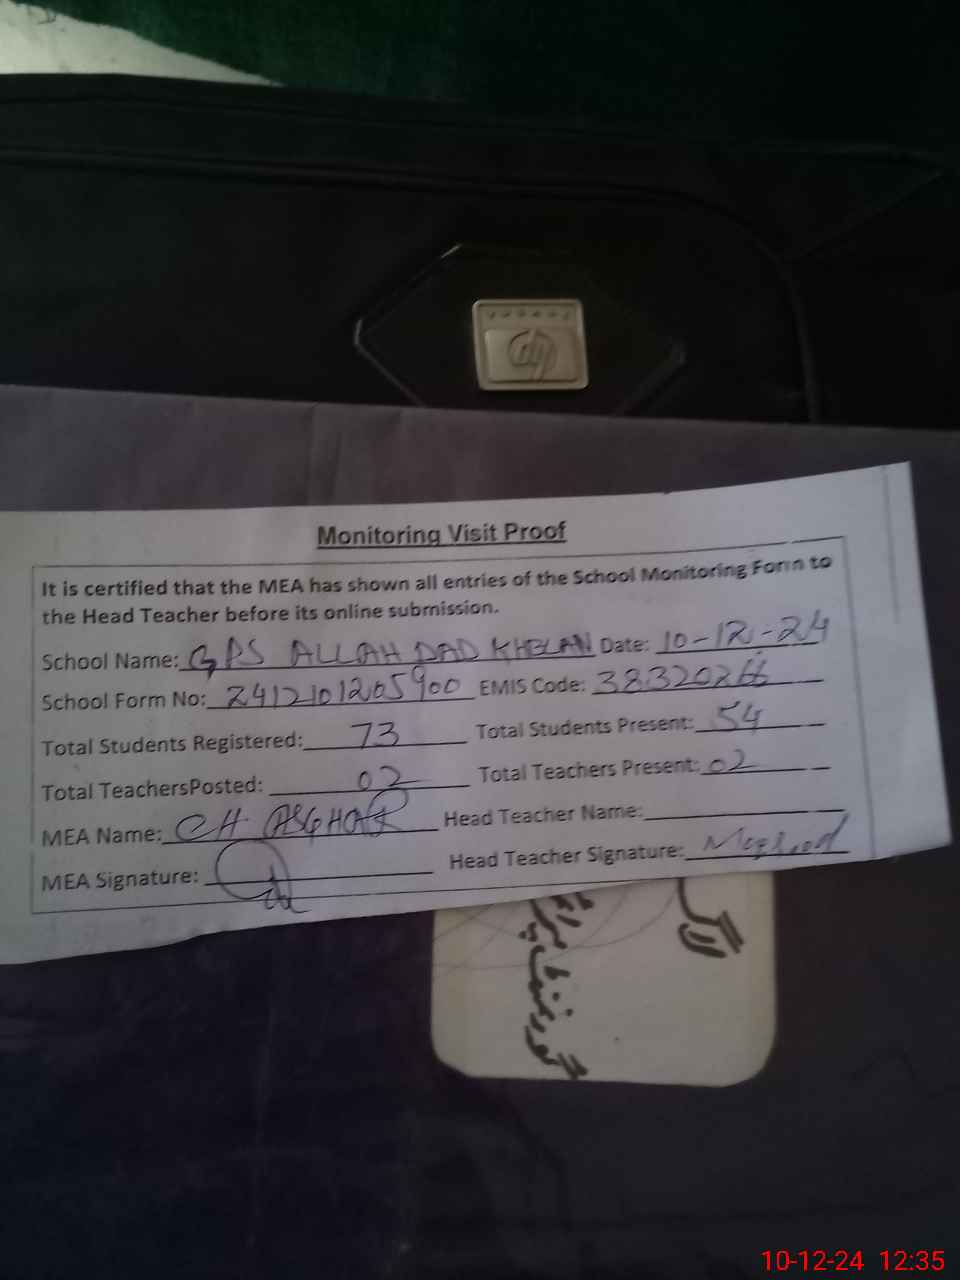 hp
Monitoring Visit Proof
It is certified that the MEA has shown all entries of the School Monitoring Form to
the Head Teacher before its online submission.
School Name: GPS ALLAH DAD KHELAN Date: 10-12-24
School Form No: 2412101205900 EMIS Code: 38320266
Total Students Registered: 73 Total Students Present: 54
Total TeachersPosted: 02 Total Teachers Present: 02
MEA Name: CH. ASGHAR Head Teacher Name:
MEA Signature: Head Teacher Signature:
گورنمنٹ
10-12-24 12:35